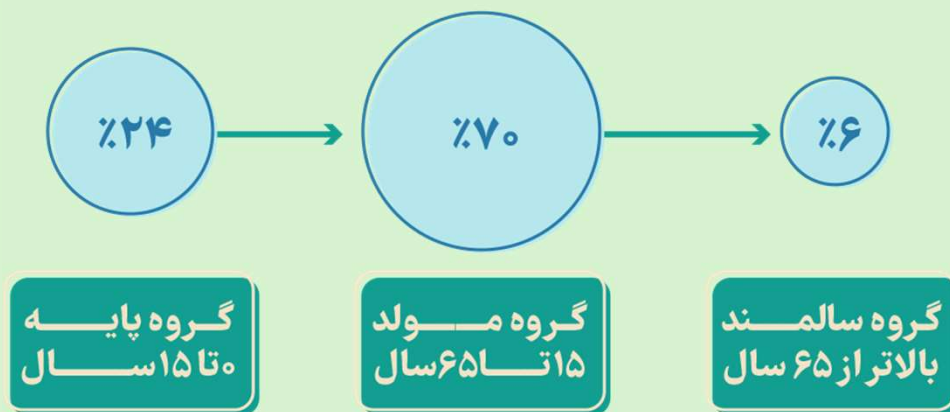 ٪۲۴
٪۷۰
٪۶
گروه پایه
۰ تا ۱۵ سال
گروه مولد
۱۵ تا ۶۵ سال
گروه سالمند
بالاتر از ۶۵ سال